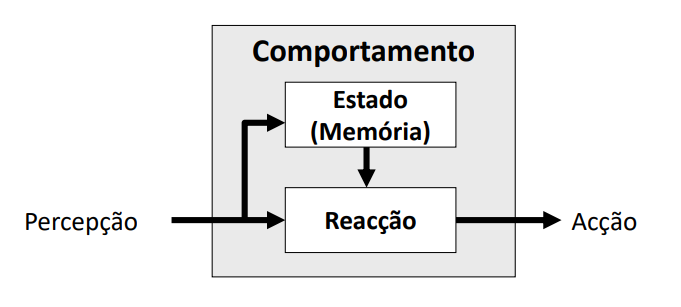 Comportamento
Estado
(Memória)
Percepção
Reacção
Acção